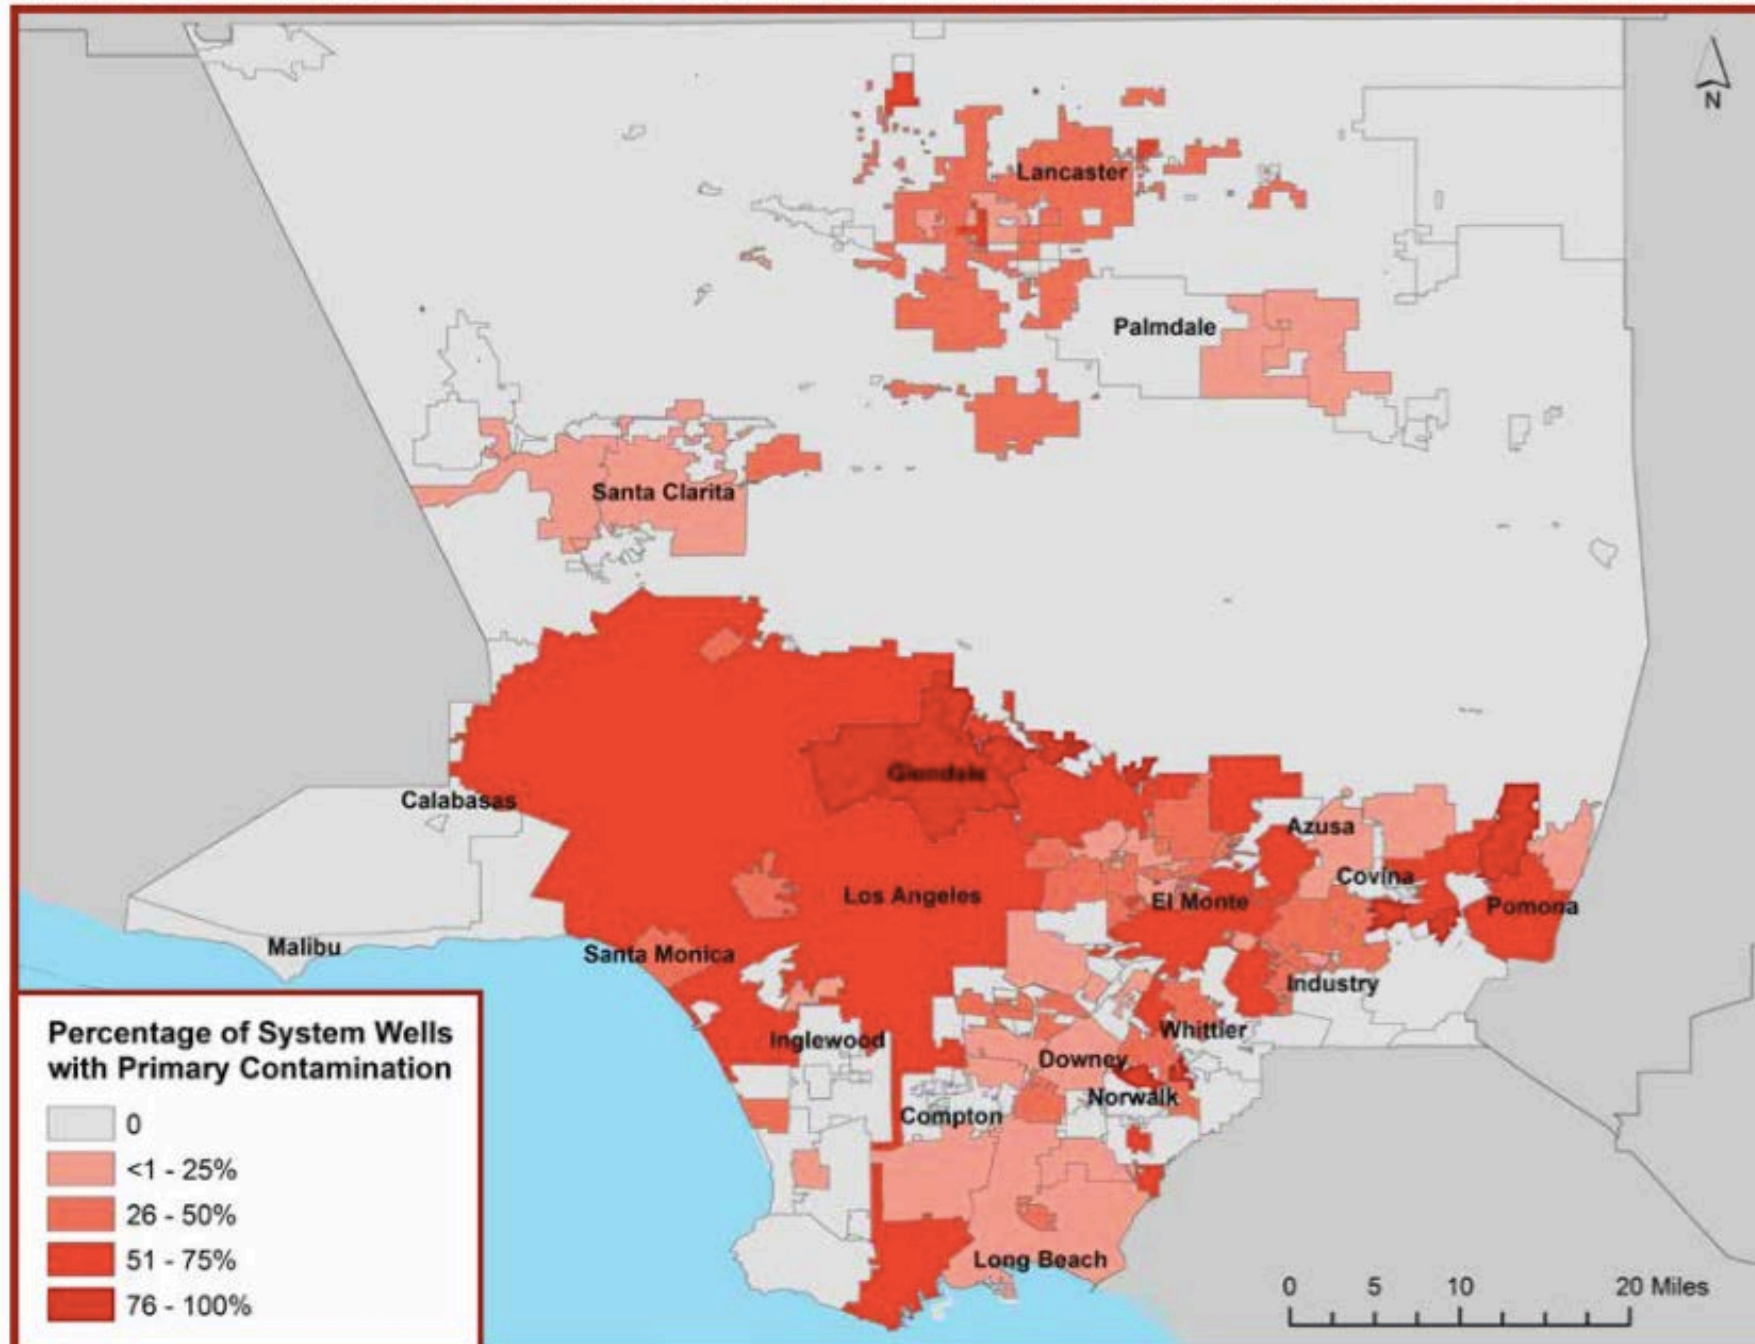 N
Lancaster
Palmdale
Santa Clarita
Glendale
Calabasas
Azusa
Covina
Los Angeles
El Monte
Pomona
Malibu
Santa Monica
Industry
Inglewood
Whittier
Downey
Norwalk
Compton
Long Beach
Percentage of System Wells
with Primary Contamination
0
<1 - 25%
26 - 50%
51 - 75%
76 - 100%
0 5 10 20 Miles